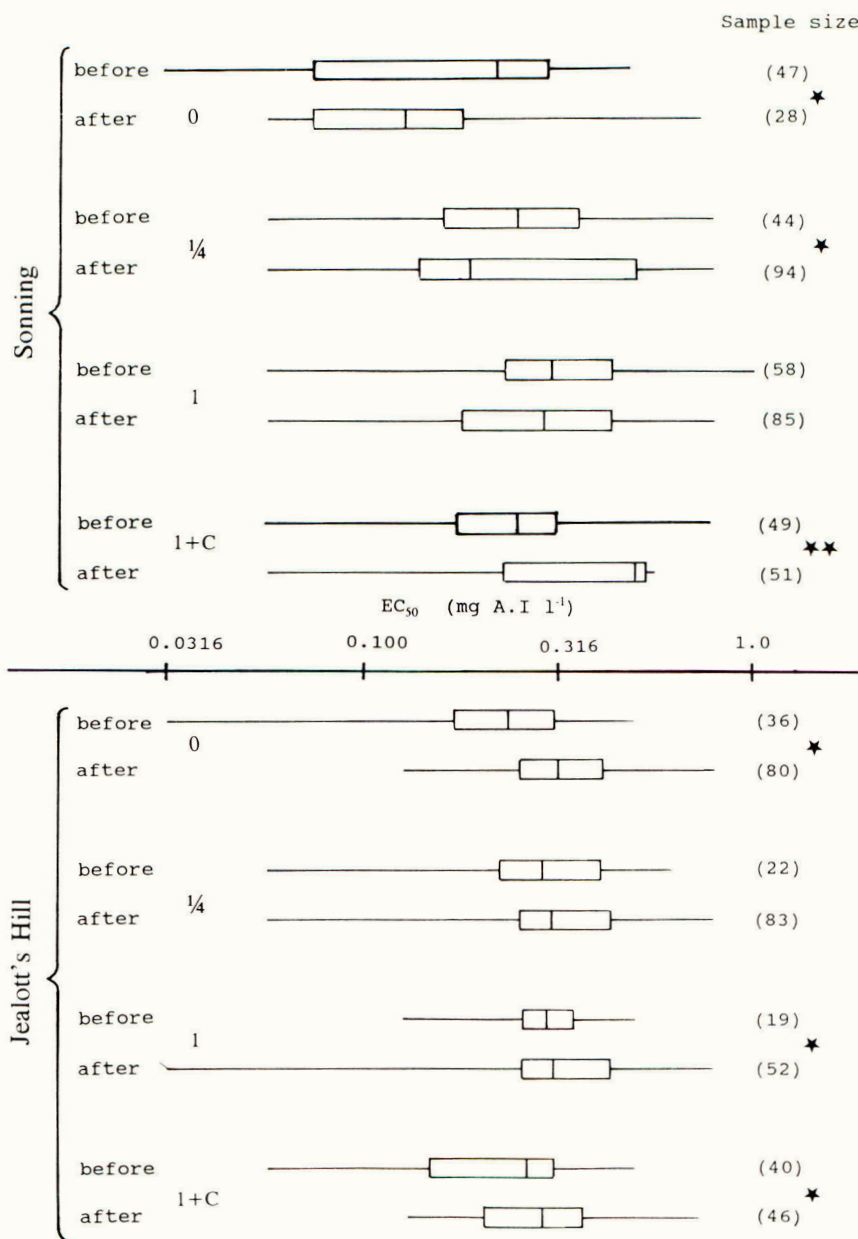 Sample size
Sonning
before (47)
0 ★
after (28)
before (44)
¼ ★
after (94)
before (58)
1
after (85)
before (49)
1+C ★★
after (51)
EC₅₀ (mg A.I l⁻¹)
0.0316 0.100 0.316 1.0
Jealott's Hill
before (36)
0 ★
after (80)
before (22)
¼
after (83)
before (19)
1 ★
after (52)
before (40)
1+C ★
after (46)